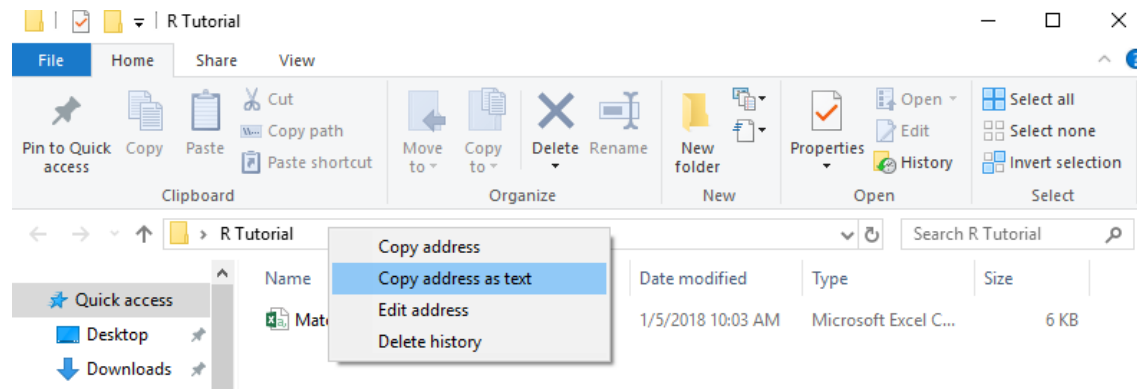 R Tutorial
File Home Share View
Pin to Quick access
Copy
Paste
Cut
Copy path
Paste shortcut
Clipboard
Move to
Copy to
Delete
Rename
Organize
New folder
New
Properties
Open
Edit
History
Open
Select all
Select none
Invert selection
Select
R Tutorial
Search R Tutorial
Copy address
Copy address as text
Edit address
Delete history
Name Date modified Type Size
Quick access
Desktop
Downloads
1/5/2018 10:03 AM Microsoft Excel C... 6 KB